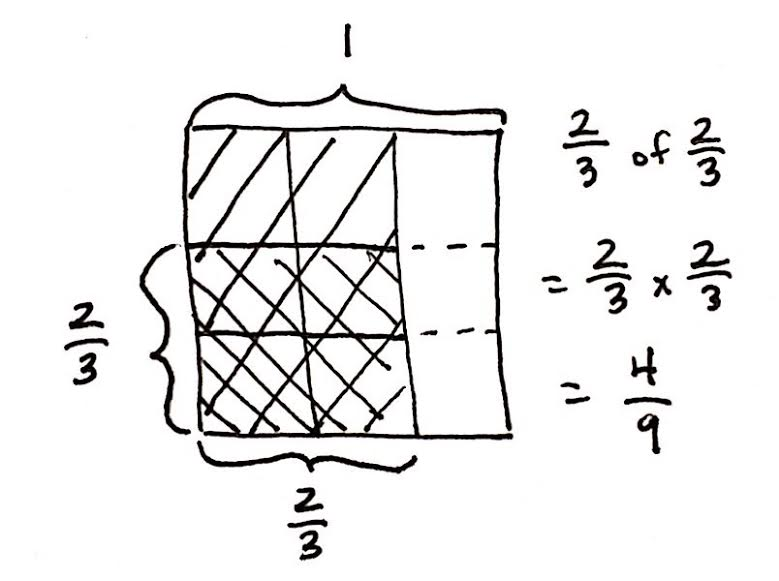 1
2/3 of 2/3
= 2/3 x 2/3
2/3
= 4/9
2/3